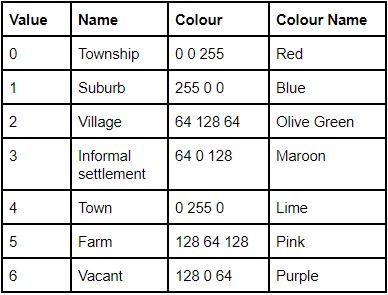 Value Name Colour Colour Name
0 Township 0 0 255 Red
1 Suburb 255 0 0 Blue
2 Village 64 128 64 Olive Green
3 Informal settlement 64 0 128 Maroon
4 Town 0 255 0 Lime
5 Farm 128 64 128 Pink
6 Vacant 128 0 64 Purple